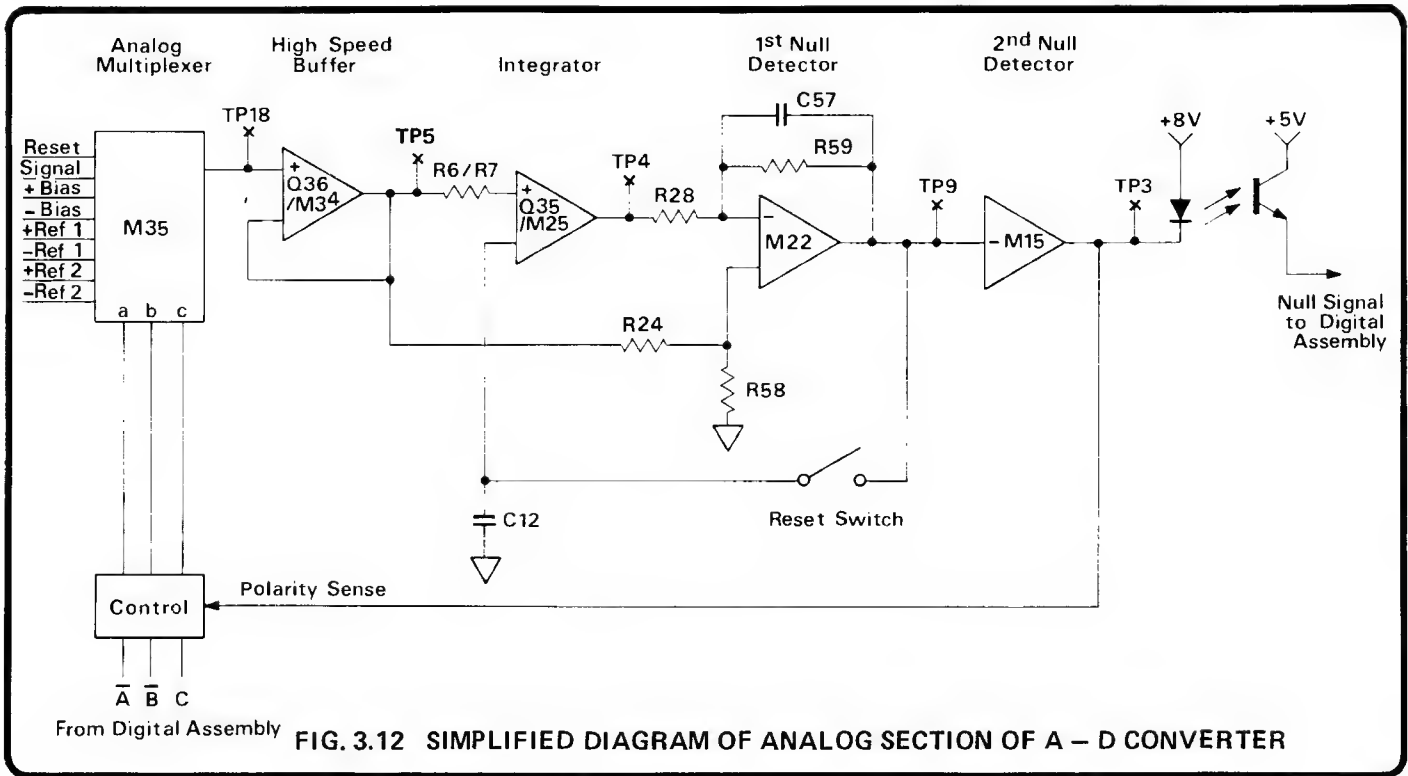 Analog
Multiplexer
High Speed
Buffer
Integrator
1st Null
Detector
2nd Null
Detector
C57
TP18
TP5
+8V
+5V
R59
Reset
Signal
+ Bias
- Bias
+Ref 1
-Ref 1
+Ref 2
-Ref 2
M35
a b c
+
Q36
/M34
R6/R7
+
Q35
/M25
TP4
R28
-
M22
TP9
-M15
TP3
Null Signal
to Digital
Assembly
R24
R58
C12
Reset Switch
Control
Polarity Sense
A̅ B̅ C
From Digital Assembly
FIG. 3.12 SIMPLIFIED DIAGRAM OF ANALOG SECTION OF A – D CONVERTER